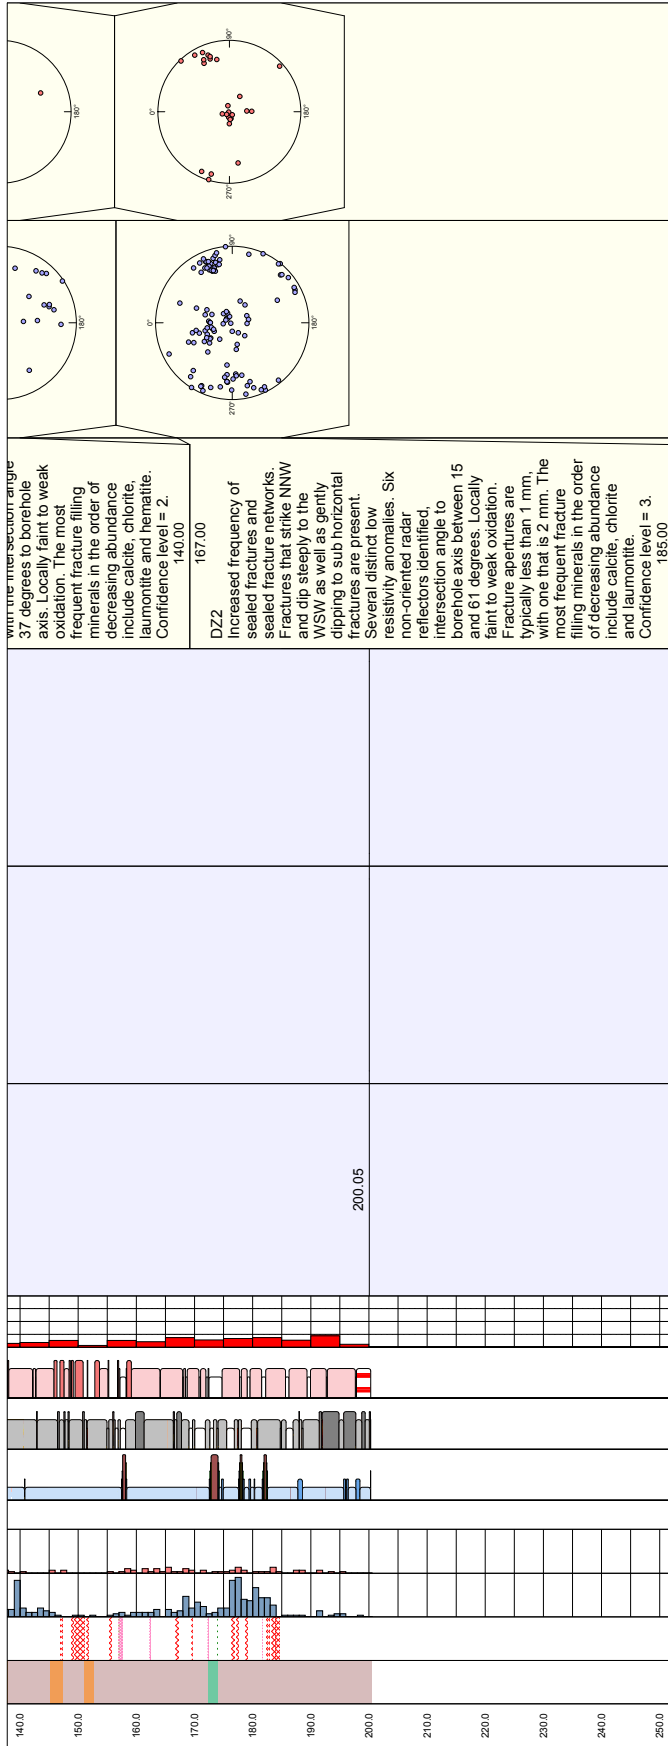 90°
0°
180°
270°
180°
90°
0°
180°
270°
180°
with the intersection angle
37 degrees to borehole
axis. Locally faint to weak
oxidation. The most
frequent fracture filling
minerals in the order of
decreasing abundance
include calcite, chlorite,
laumontite and hematite.
Confidence level = 2.
140.00
167.00
DZ2
Increased frequency of
sealed fractures and
sealed fracture networks.
Fractures that strike NNW
and dip steeply to the
WSW as well as gently
dipping to sub horizontal
fractures are present.
Several distinct low
resistivity anomalies. Six
non-oriented radar
reflectors identified,
intersection angle to
borehole axis between 15
and 61 degrees. Locally
faint to weak oxidation.
Fracture apertures are
typically less than 1 mm,
with one that is 2 mm. The
most frequent fracture
filling minerals in the order
of decreasing abundance
include calcite, chlorite
and laumontite.
Confidence level = 3.
185.00
200.05
140.0
150.0
160.0
170.0
180.0
190.0
200.0
210.0
220.0
230.0
240.0
250.0